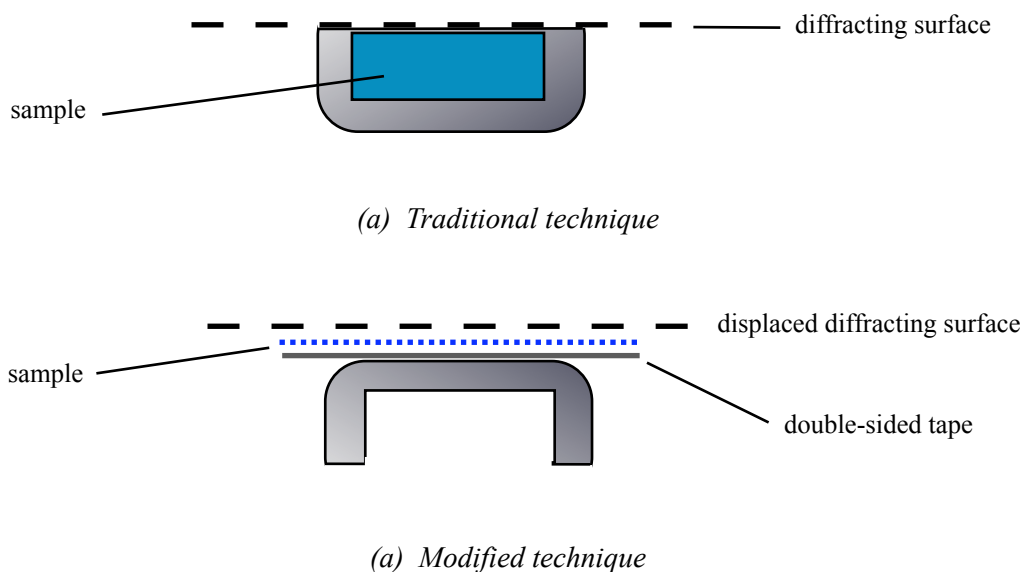 diffracting surface
sample
(a) Traditional technique
displaced diffracting surface
sample
double-sided tape
(a) Modified technique